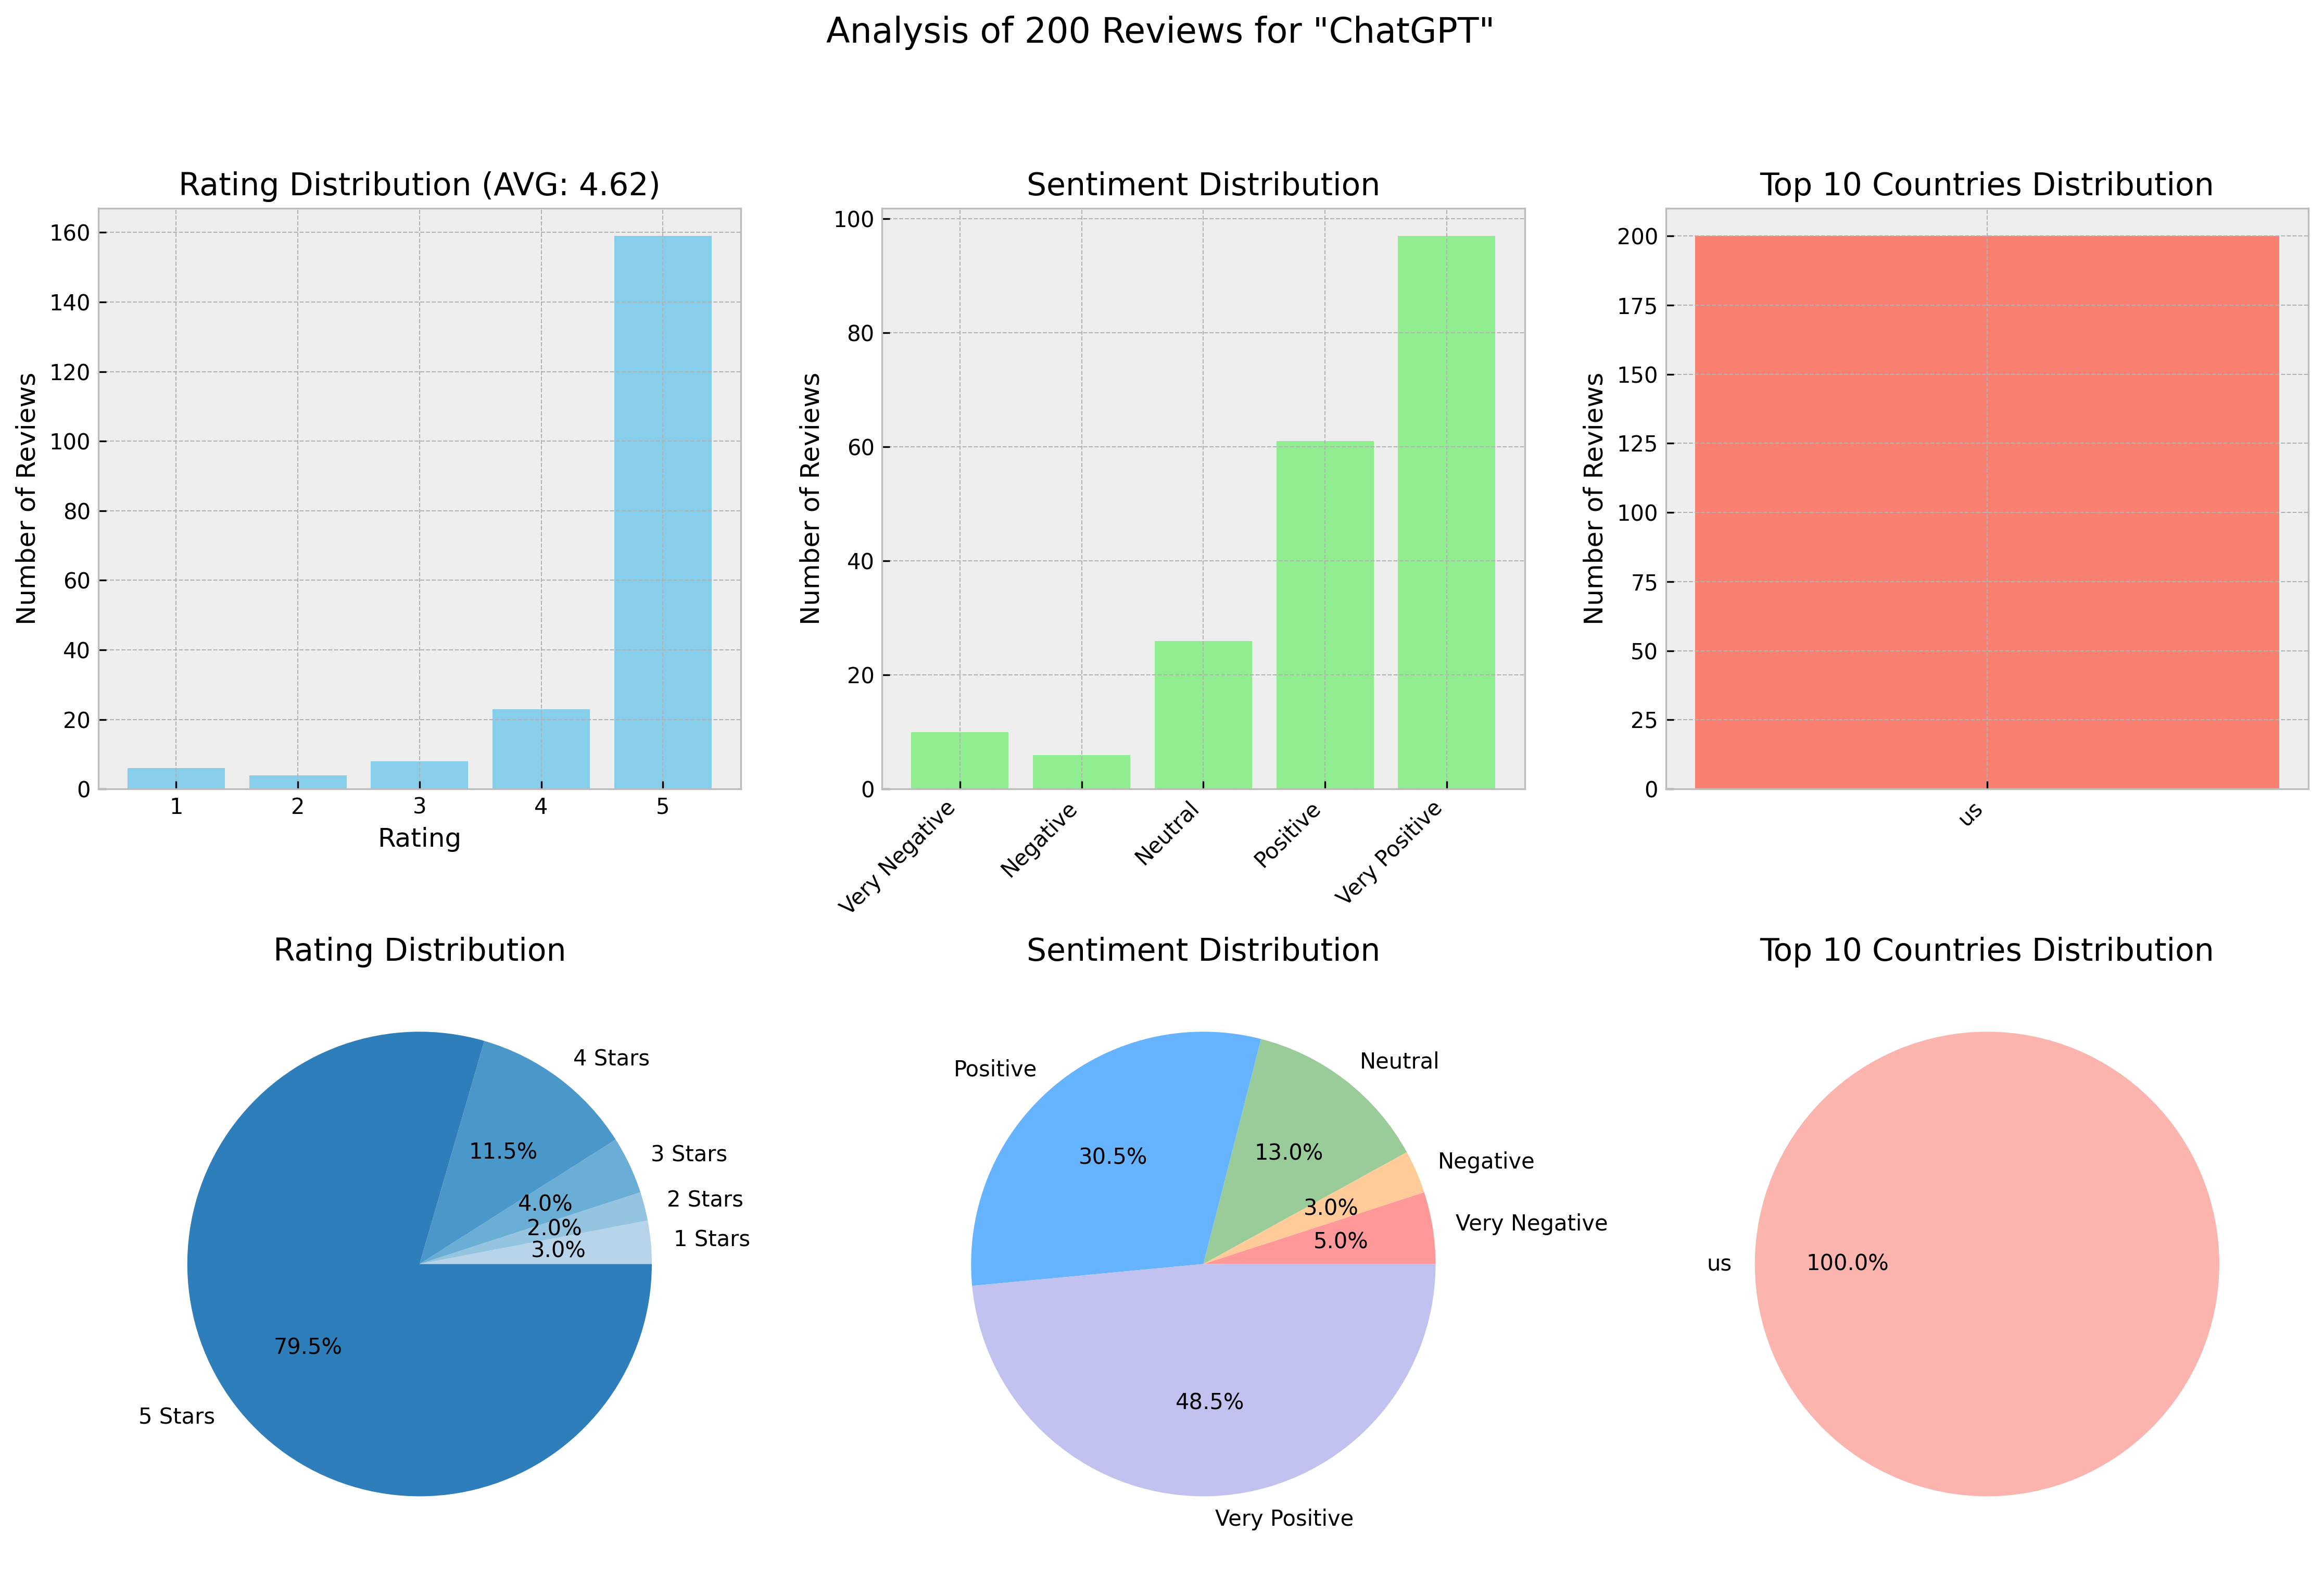 Analysis of 200 Reviews for "ChatGPT"
Rating Distribution (AVG: 4.62)
Number of Reviews
160
140
120
100
80
60
40
20
0
1 2 3 4 5
Rating
Sentiment Distribution
Number of Reviews
100
80
60
40
20
0
Very Negative
Negative
Neutral
Positive
Very Positive
Top 10 Countries Distribution
Number of Reviews
200
175
150
125
100
75
50
25
0
us
Rating Distribution
4 Stars
11.5%
3 Stars
4.0%
2 Stars
2.0%
1 Stars
3.0%
79.5%
5 Stars
Sentiment Distribution
Positive
30.5%
Neutral
13.0%
Negative
3.0%
Very Negative
5.0%
48.5%
Very Positive
Top 10 Countries Distribution
us
100.0%